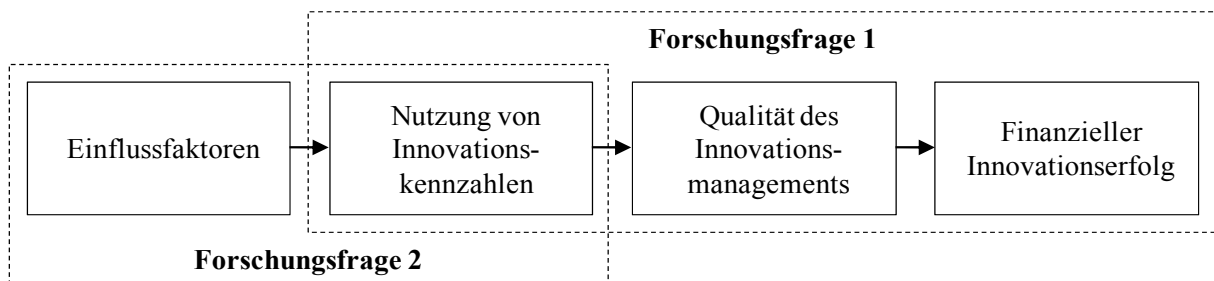 Forschungsfrage 1
Einflussfaktoren
Nutzung von
Innovations-
kennzahlen
Qualität des
Innovations-
managements
Finanzieller
Innovationserfolg
Forschungsfrage 2